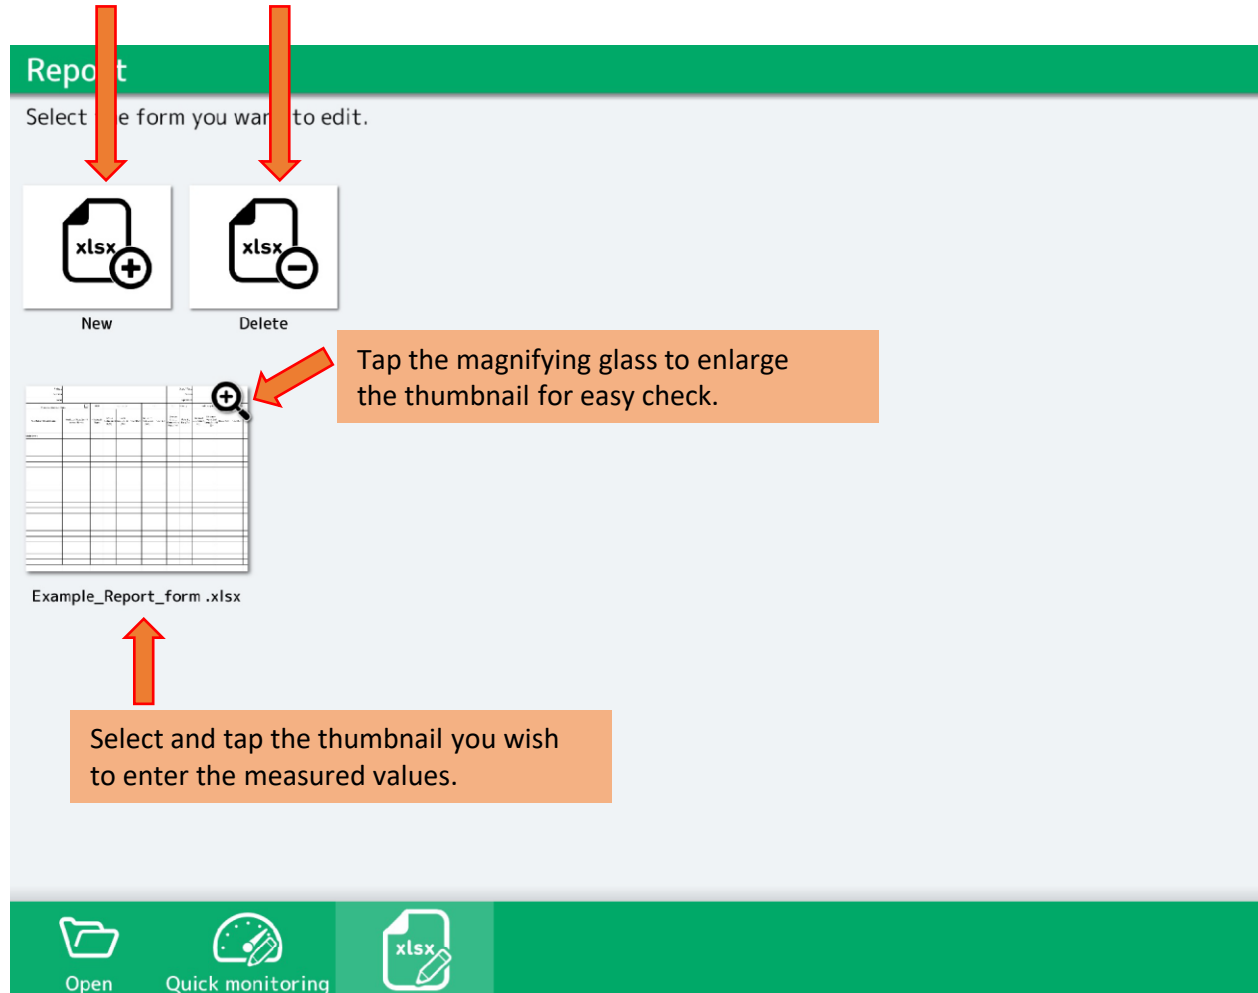 Report
Select the form you want to edit.
xlsx
xlsx
New
Delete
Tap the magnifying glass to enlarge
the thumbnail for easy check.
Example_Report_form .xlsx
Select and tap the thumbnail you wish
to enter the measured values.
xlsx
Open
Quick monitoring